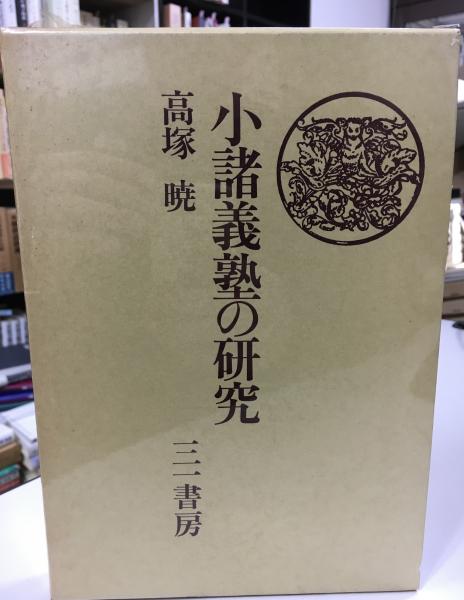 小諸義塾の研究
高塚 暁
三一書房